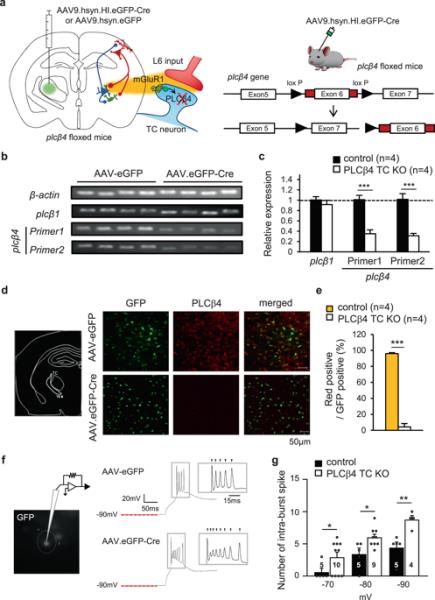 a
AAV9.hsyn.HI.eGFP-Cre
or AAV9.hsyn.eGFP
L6 input
mGluR1
PLCβ4
TC neuron
plcβ4 floxed mice
AAV9.hsyn.HI.eGFP-Cre
plcβ4 floxed mice
plcβ4 gene
lox P
lox P
Exon5
Exon 6
Exon 7
Exon 5
Exon 7
Exon 6
b
AAV-eGFP
AAV.eGFP-Cre
β-actin
plcβ1
plcβ4
Primer1
Primer2
c
control (n=4)
PLCβ4 TC KO (n=4)
Relative expression
1.4
1.2
1
0.8
0.6
0.4
0.2
0
***
***
plcβ1
Primer1
Primer2
plcβ4
d
GFP
PLCβ4
merged
AAV-eGFP
AAV.eGFP-Cre
50μm
e
control (n=4)
PLCβ4 TC KO (n=4)
Red positive
/ GFP positive (%)
100
80
60
40
20
0
***
f
GFP
AAV-eGFP
20mV
50ms
15ms
-90mV
AAV.eGFP-Cre
-90mV
g
control
PLCβ4 TC KO
Number of intra-burst spike
15
10
5
0
*
*
**
5
10
5
9
5
4
-70
-80
-90
mV